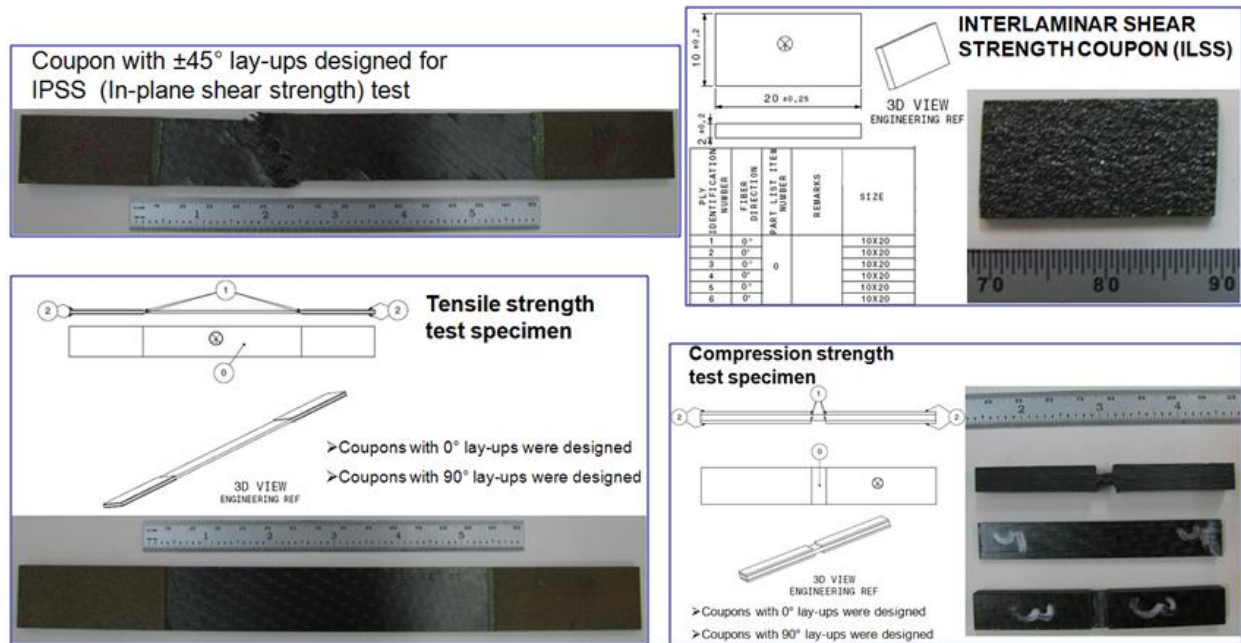 Coupon with ±45° lay-ups designed for
IPSS (In-plane shear strength) test
1 2 3 4 5
INTERLAMINAR SHEAR
STRENGTH COUPON (ILSS)
10 ±0,2
20 ±0,25
2 ±0,2
3D VIEW
ENGINEERING REF
PLY IDENTIFICATION NUMBER
FIBER DIRECTION
PART LIST ITEM NUMBER
REMARKS
SIZE
1 0° 10X20
2 0° 10X20
3 0° 10X20
0
4 0° 10X20
5 0° 10X20
6 0° 10X20
70 80 90
Tensile strength
test specimen
1
2 2
0
➢Coupons with 0° lay-ups were designed
➢Coupons with 90° lay-ups were designed
3D VIEW
ENGINEERING REF
1 2 3 4 5
Compression strength
test specimen
1
2 2
0
3D VIEW
ENGINEERING REF
➢Coupons with 0° lay-ups were designed
➢Coupons with 90° lay-ups were designed
2 3 4